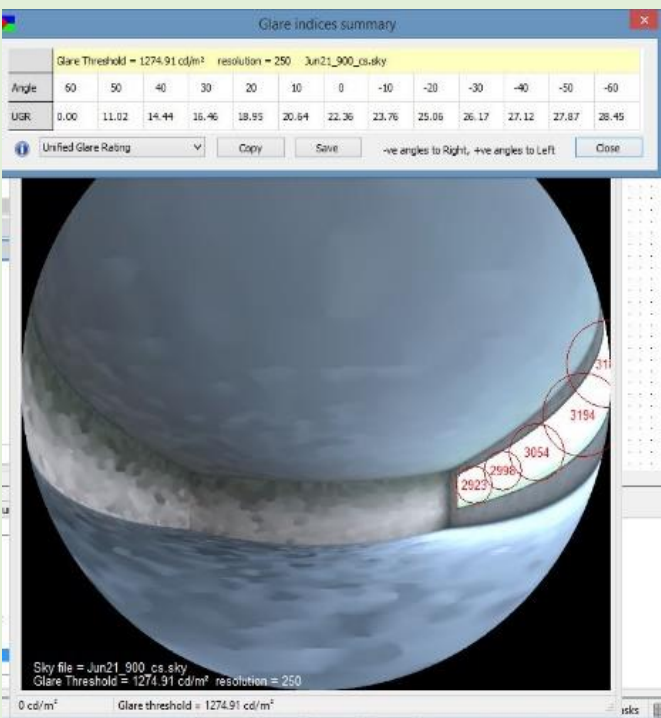 Glare indices summary
Glare Threshold = 1274.91 cd/m² resolution = 250 Jun21_900_cs.sky
Angle 60 50 40 30 20 10 0 -10 -20 -30 -40 -50 -60
UGR 0.00 11.02 14.44 16.46 18.95 20.64 22.36 23.76 25.06 26.17 27.12 27.87 28.45
Unified Glare Rating Copy Save -ve angles to Right, +ve angles to Left Close
3194
3054
2998
2923
Sky file = Jun21_900_cs.sky
Glare Threshold = 1274.91 cd/m² resolution = 250
0 cd/m² Glare threshold = 1274.91 cd/m²